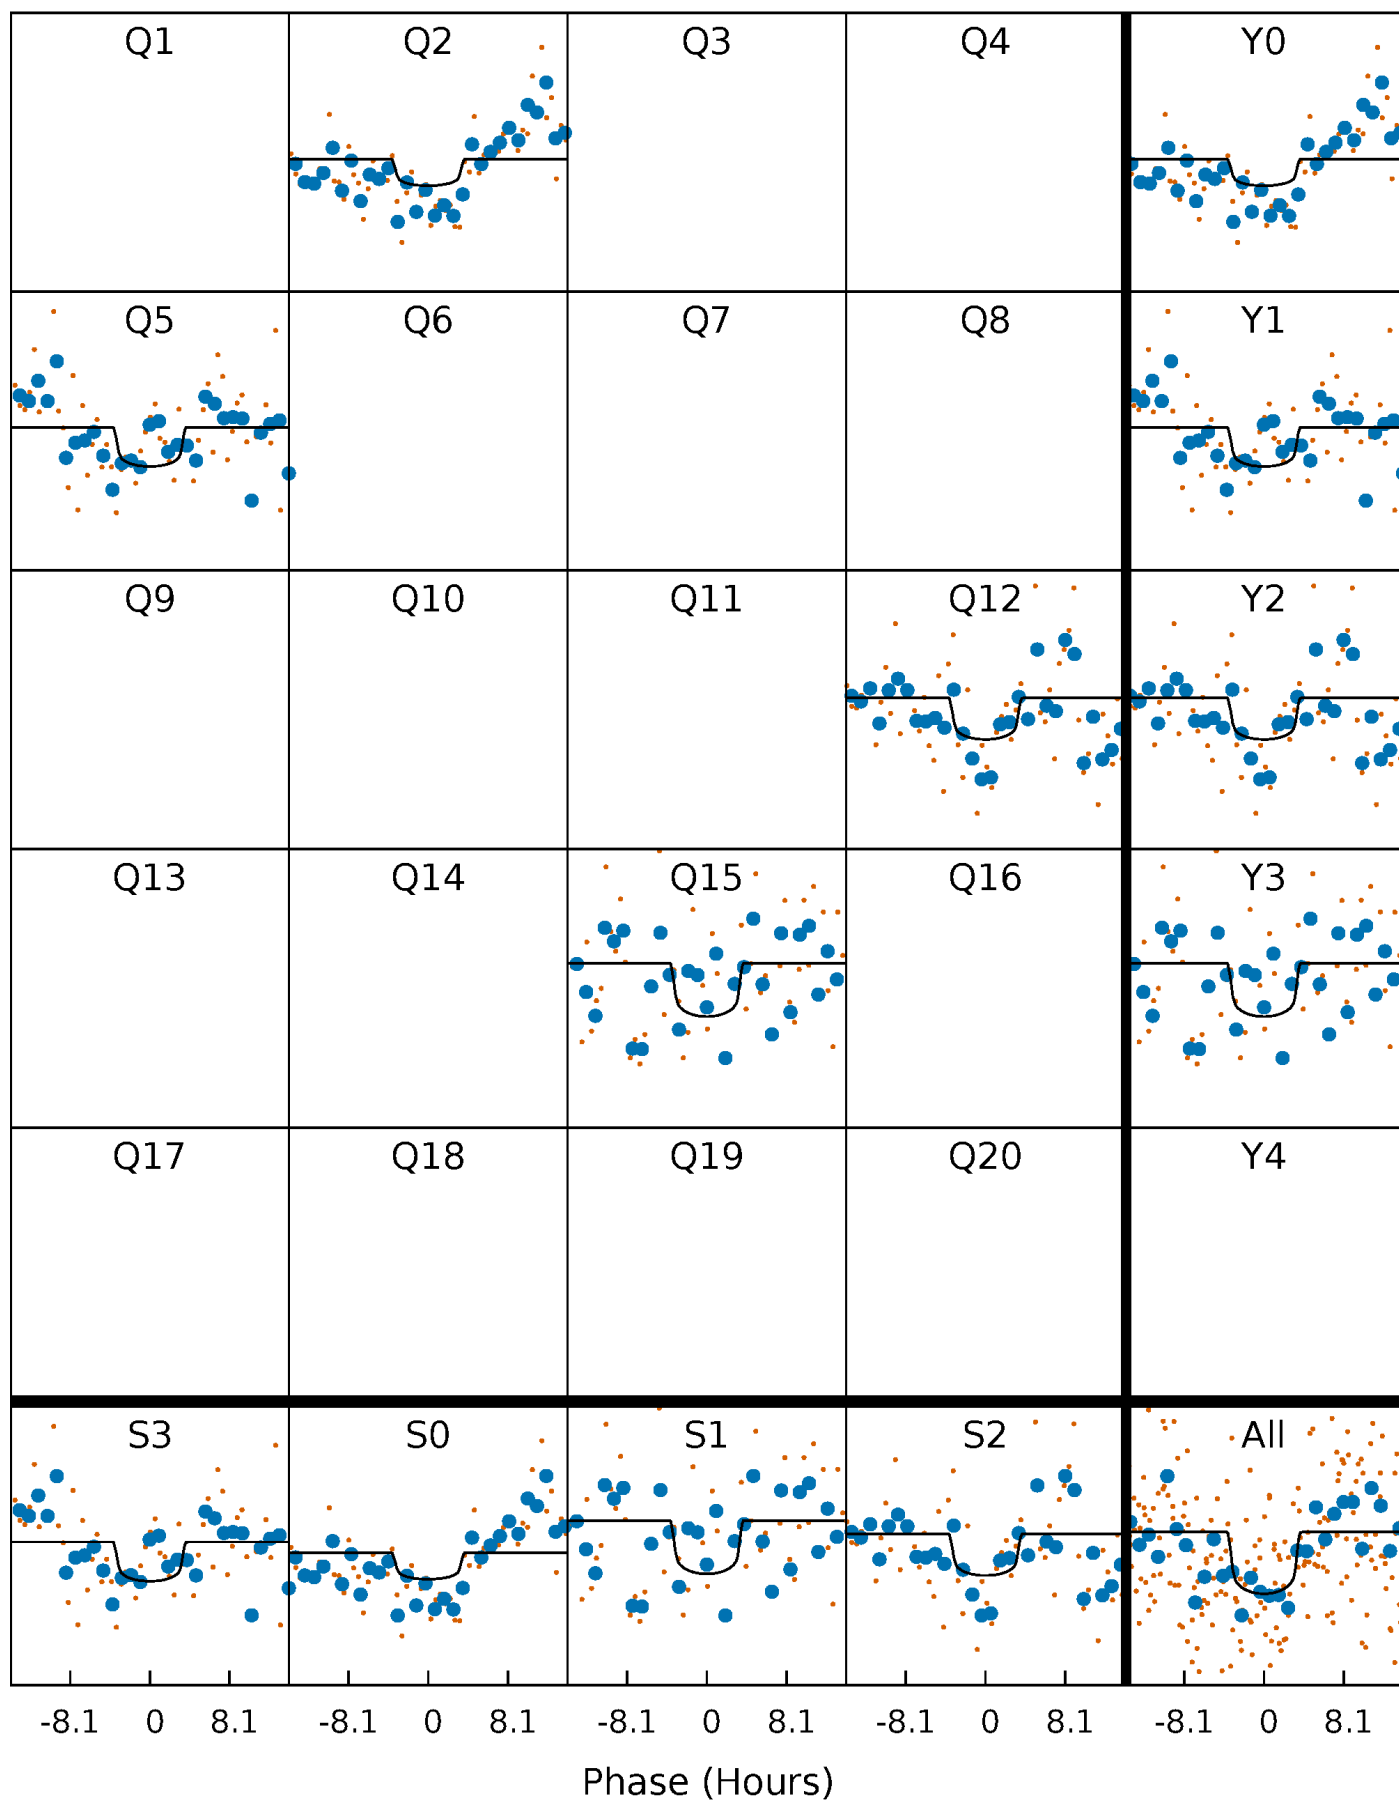 Q1 Q2 Q3 Q4 Y0
Q5 Q6 Q7 Q8 Y1
Q9 Q10 Q11 Q12 Y2
Q13 Q14 Q15 Q16 Y3
Q17 Q18 Q19 Q20 Y4
S3 S0 S1 S2 All
-8.1 0 8.1 -8.1 0 8.1 -8.1 0 8.1 -8.1 0 8.1 -8.1 0 8.1
Phase (Hours)